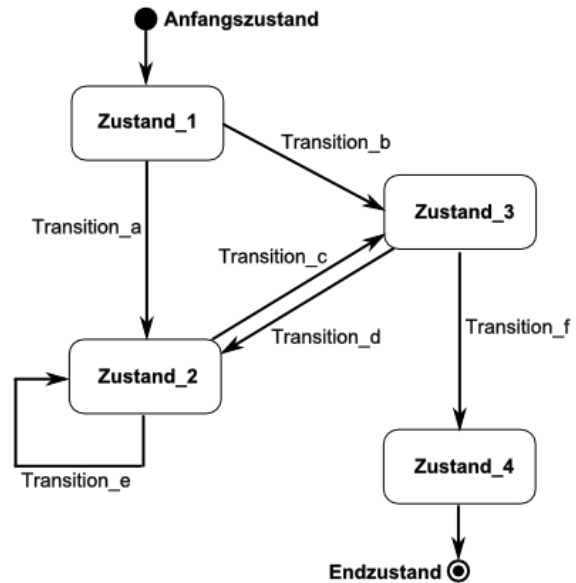 Anfangszustand
Zustand_1
Transition_b
Zustand_3
Transition_a
Transition_c
Transition_d
Transition_f
Zustand_2
Zustand_4
Transition_e
Endzustand